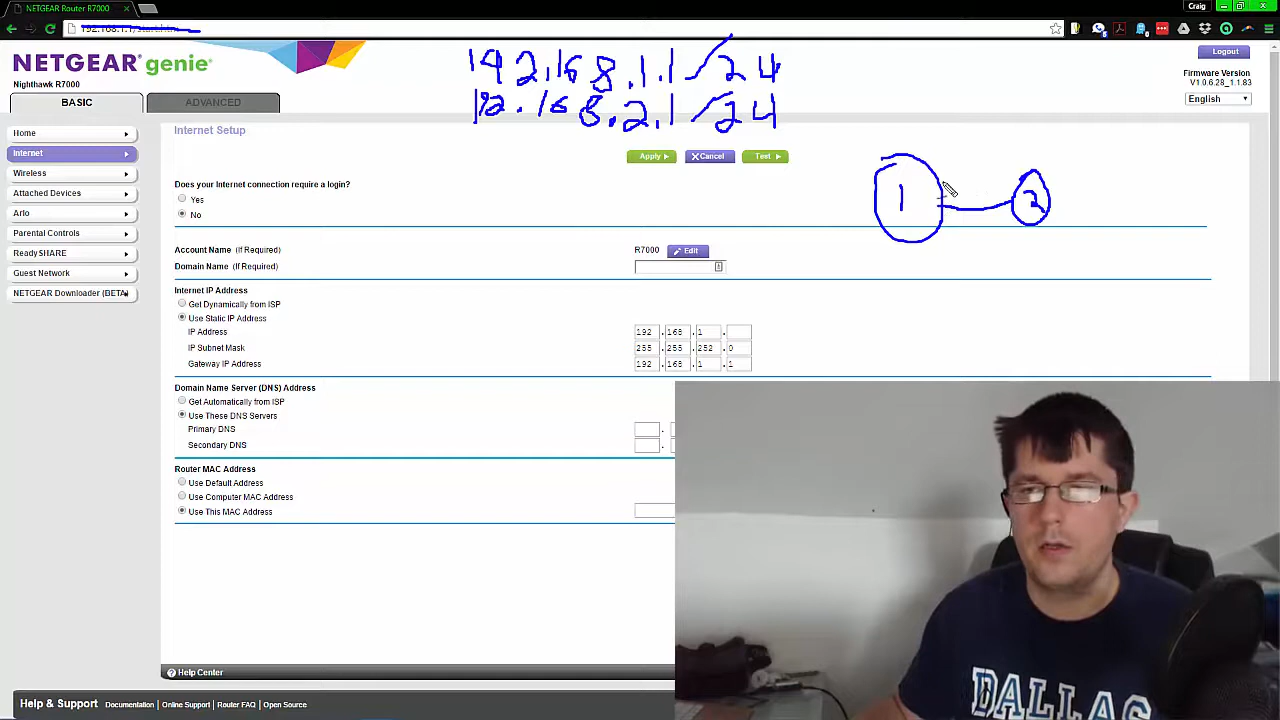 NETGEAR Router R7000
Craig
192.168.1.1/start.htm
NETGEAR genie
Nighthawk R7000
192.168.1.1/24
192.168.2.1/24
Logout
Firmware Version
V1.0.6.28_1.1.83
English
BASIC
ADVANCED
Home
Internet
Wireless
Attached Devices
Arlo
Parental Controls
ReadySHARE
Guest Network
NETGEAR Downloader (BETA)
Internet Setup
Apply
Cancel
Test
1
2
Does your Internet connection require a login?
Yes
No
Account Name (If Required)
R7000
Edit
Domain Name (If Required)
Internet IP Address
Get Dynamically from ISP
Use Static IP Address
IP Address 192 . 168 . 1 .
IP Subnet Mask 255 . 255 . 252 . 0
Gateway IP Address 192 . 168 . 1 . 1
Domain Name Server (DNS) Address
Get Automatically from ISP
Use These DNS Servers
Primary DNS .
Secondary DNS .
Router MAC Address
Use Default Address
Use Computer MAC Address
Use This MAC Address
Help Center
Help & Support Documentation | Online Support | Router FAQ | Open Source
DALLAS